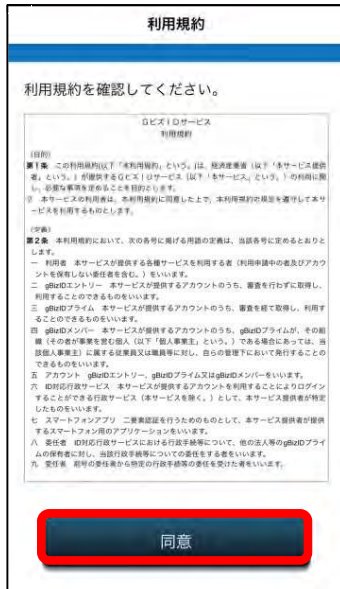 利用規約
利用規約を確認してください。
GビズIDサービス
利用規約
(目的)
第1条 この利用規約(以下「本利用規約」という。)は、経済産業省（以下「本サービス提供
者」という。）が提供するGビズIDサービス（以下「本サービス」という。）の利用に関
し、必要な事項を定めることを目的とします。
2 本サービスの利用者は、本利用規約に同意した上で、本利用規約の規定を遵守して本サ
ービスを利用するものとします。
(定義)
第2条 本利用規約において、次の各号に掲げる用語の定義は、当該各号に定めるとおりと
します。
一 利用者 本サービスが提供する各種サービスを利用する者（利用申請中の者及びアカウ
ントを保有しない委任者を含む。）をいいます。
二 gBizIDエントリー 本サービスが提供するアカウントのうち、審査を行わずに取得し、
利用することのできるものをいいます。
三 gBizIDプライム 本サービスが提供するアカウントのうち、審査を経て取得し、利用す
ることのできるものをいいます。
四 gBizIDメンバー 本サービスが提供するアカウントのうち、gBizIDプライムが、その組
織（その者が事業を営む個人（以下「個人事業主」という。）である場合にあっては、当
該個人事業主）に属する従業員又は職員等に対し、自らの管理下において発行することの
できるものをいいます。
五 アカウント gBizIDエントリー、gBizIDプライム又はgBizIDメンバーをいいます。
六 ID対応行政サービス 本サービスが提供するアカウントを利用することによりログイン
することができる行政サービス（本サービスを除く。）として、本サービス提供者が特定
したものをいいます。
七 スマートフォンアプリ 二要素認証を行うためのものとして、本サービス提供者が提供
するスマートフォン用のアプリケーションをいいます。
八 委任者 ID対応行政サービスにおける行政手続等について、他の法人等のgBizIDプライ
ムの保有者に対し、当該行政手続等についての委任をする者をいいます。
九 受任者 前号の委任者から特定の行政手続等の委任を受けた者をいいます。
同意